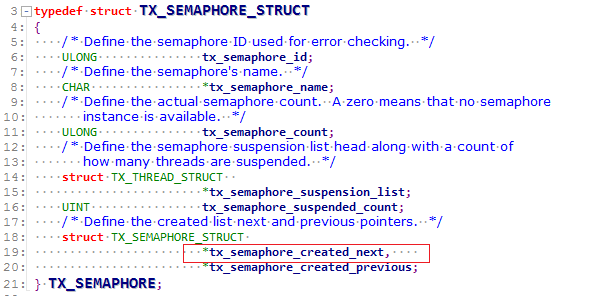 3 typedef struct TX_SEMAPHORE_STRUCT
4: {
5: /* Define the semaphore ID used for error checking. */
6: ULONG tx_semaphore_id;
7: /* Define the semaphore's name. */
8: CHAR *tx_semaphore_name;
9: /* Define the actual semaphore count. A zero means that no semaphore
10: instance is available. */
11: ULONG tx_semaphore_count;
12: /* Define the semaphore suspension list head along with a count of
13: how many threads are suspended. */
14: struct TX_THREAD_STRUCT
15: *tx_semaphore_suspension_list;
16: UINT tx_semaphore_suspended_count;
17: /* Define the created list next and previous pointers. */
18: struct TX_SEMAPHORE_STRUCT
19: *tx_semaphore_created_next,
20: *tx_semaphore_created_previous;
21: } TX_SEMAPHORE;